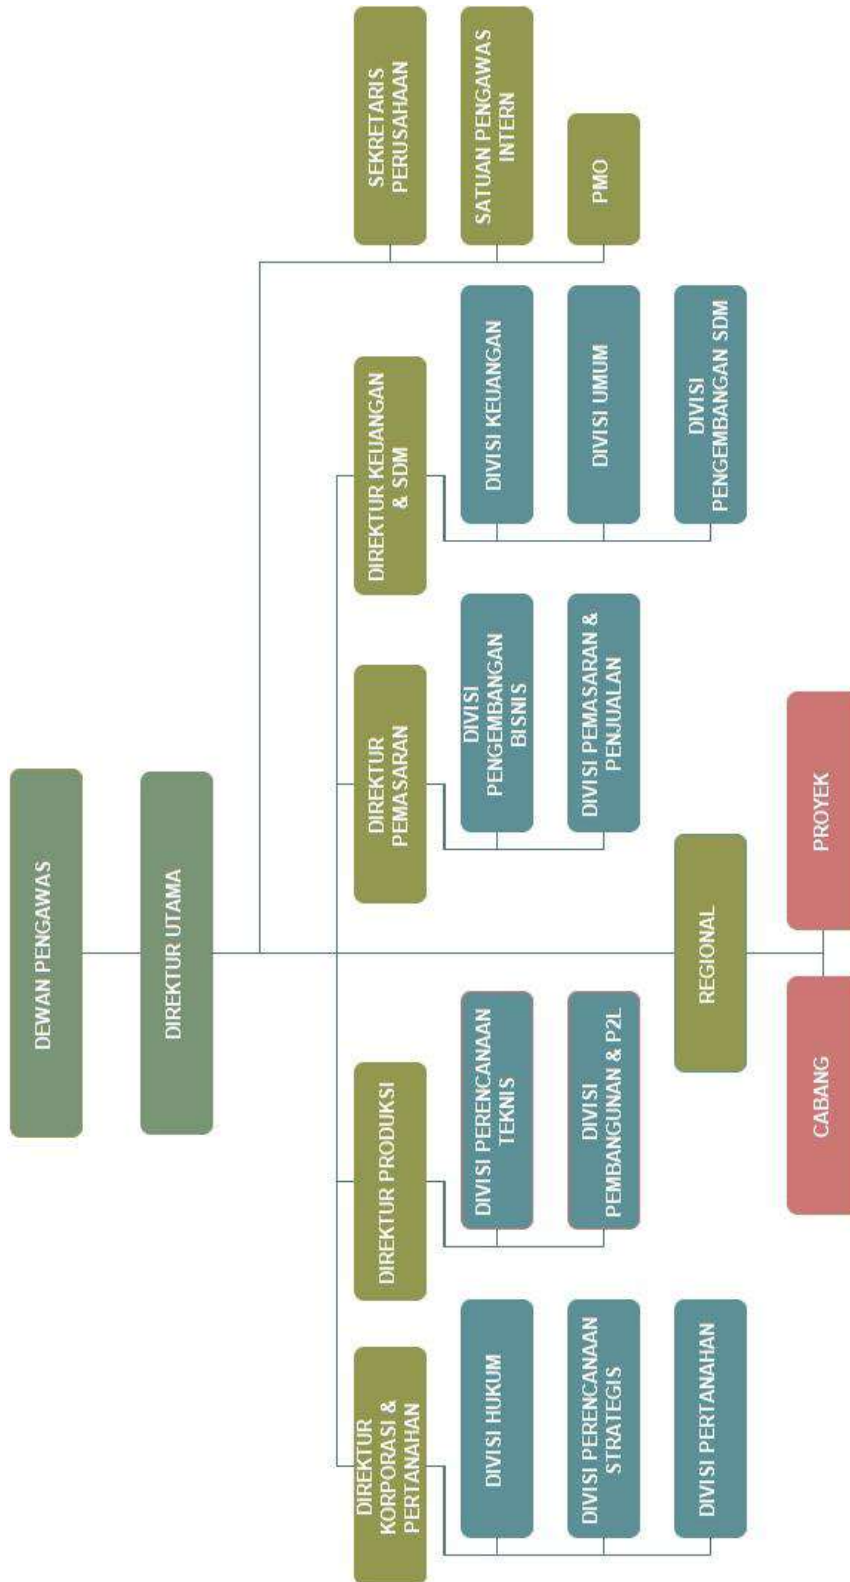 DEWAN PENGAWAS
DIREKTUR UTAMA
SEKRETARIS
PERUSAHAAN
SATUAN PENGAWAS
INTERN
PMO
DIREKTUR
KORPORASI &
PERTANAHAN
DIVISI HUKUM
DIVISI PERENCANAAN
STRATEGIS
DIVISI PERTANAHAN
DIREKTUR PRODUKSI
DIVISI PERENCANAAN
TEKNIS
DIVISI
PEMBANGUNAN & P2L
DIREKTUR
PEMASARAN
DIVISI
PENGEMBANGAN
BISNIS
DIVISI PEMASARAN &
PENJUALAN
DIREKTUR KEUANGAN
& SDM
DIVISI KEUANGAN
DIVISI UMUM
DIVISI
PENGEMBANGAN SDM
REGIONAL
CABANG
PROYEK